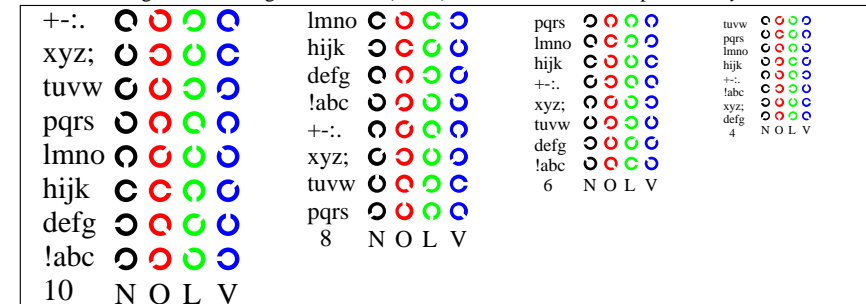 +-:.
xyz;
tuvw
pqrs
lmno
hijk
defg
!abc
10 N O L V
lmno
hijk
defg
!abc
+-:.
xyz;
tuvw
pqrs
8 N O L V
pqrs
lmno
hijk
+-:.
xyz;
tuvw
defg
!abc
6 N O L V
tuvw
pqrs
lmno
hijk
+-:.
!abc
xyz;
defg
4 N O L V